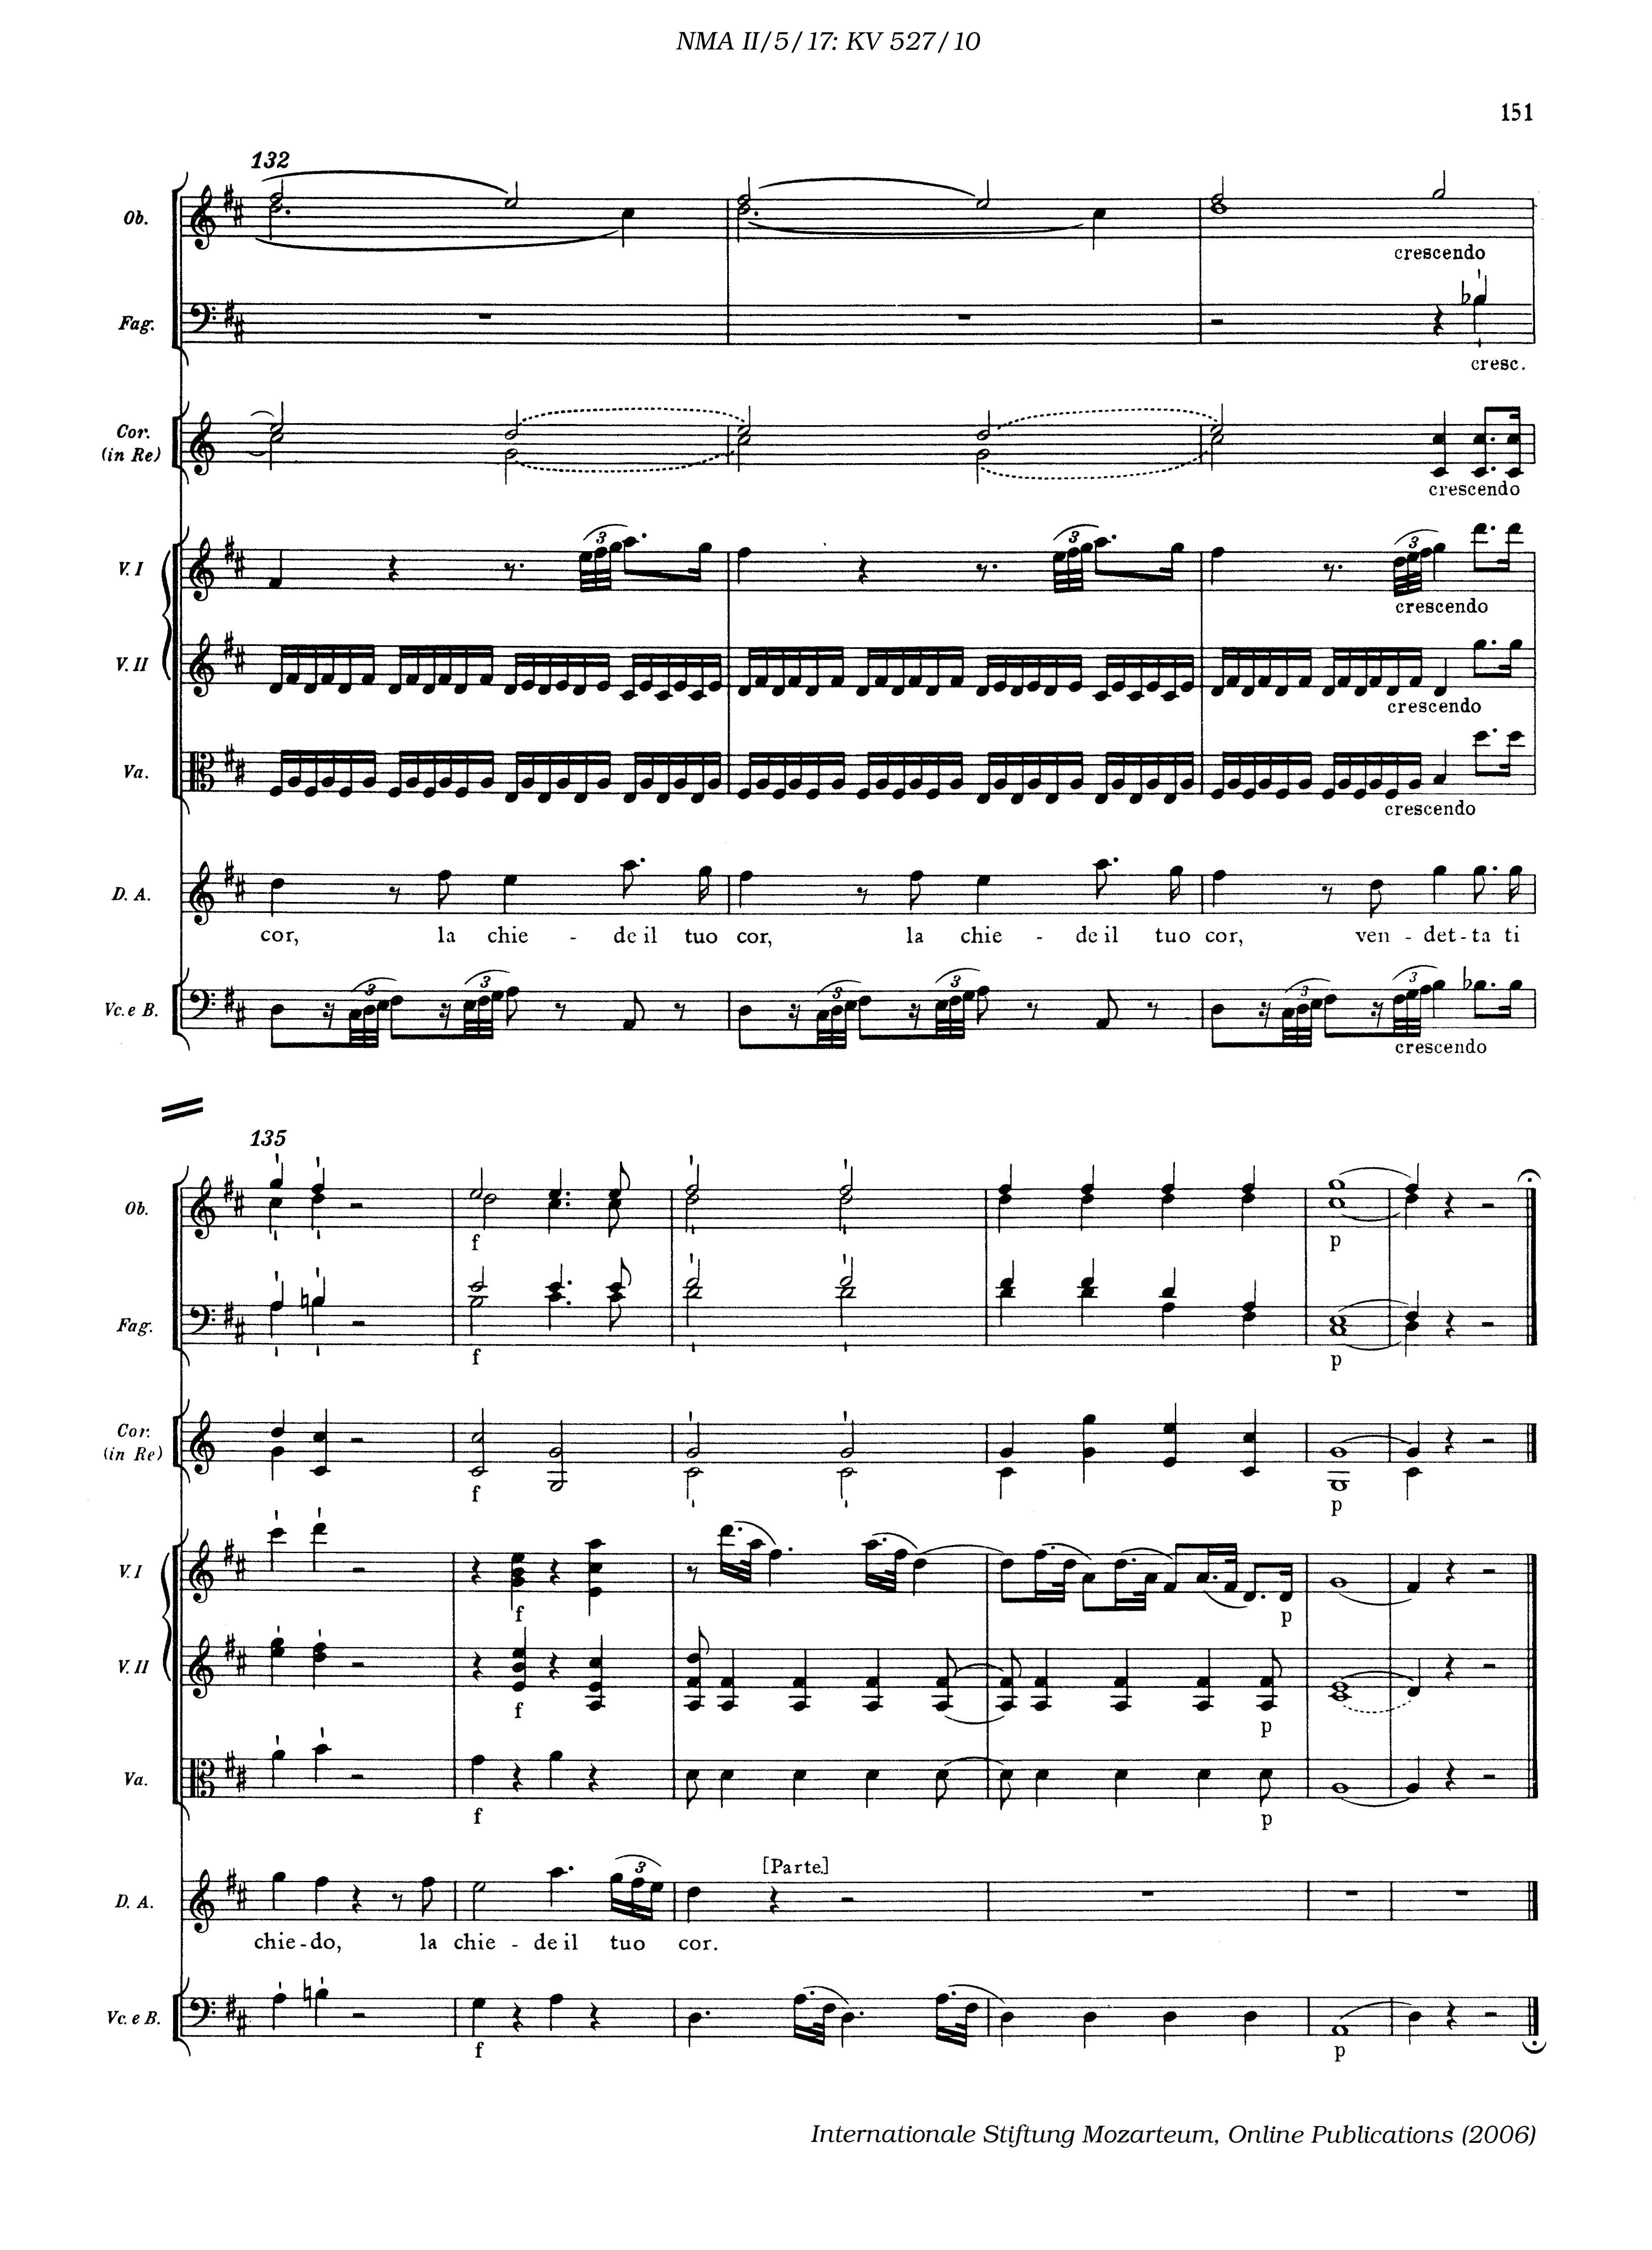 NMA II/5/17: KV 527/10
151
132
Ob.
crescendo
Fag.
cresc.
Cor.
(in Re)
crescendo
V. I
3 3 3
crescendo
V. II
crescendo
Va.
crescendo
D. A.
cor, la chie - de il tuo cor, la chie - de il tuo cor, ven - det - ta ti
Vc. e B.
3 3 3 3 3 3
crescendo
135
Ob.
f p
Fag.
f p
Cor.
(in Re)
f p
V. I
f p
V. II
f p
Va.
f p
[Parte]
D. A.
3
chie - do, la chie - de il tuo cor.
Vc. e B.
f p
Internationale Stiftung Mozarteum, Online Publications (2006)